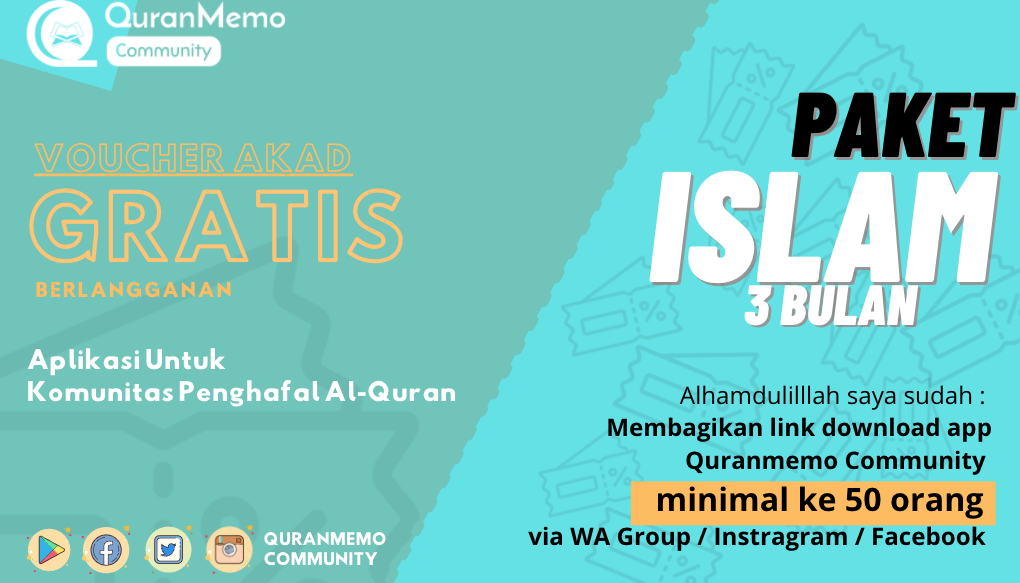 QuranMemo
Community
VOUCHER AKAD
GRATIS
BERLANGGANAN
Aplikasi Untuk
Komunitas Penghafal Al-Quran
QURANMEMO
COMMUNITY
PAKET
ISLAM
3 BULAN
Alhamdulilllah saya sudah :
Membagikan link download app
Quranmemo Community
minimal ke 50 orang
via WA Group / Instragram / Facebook